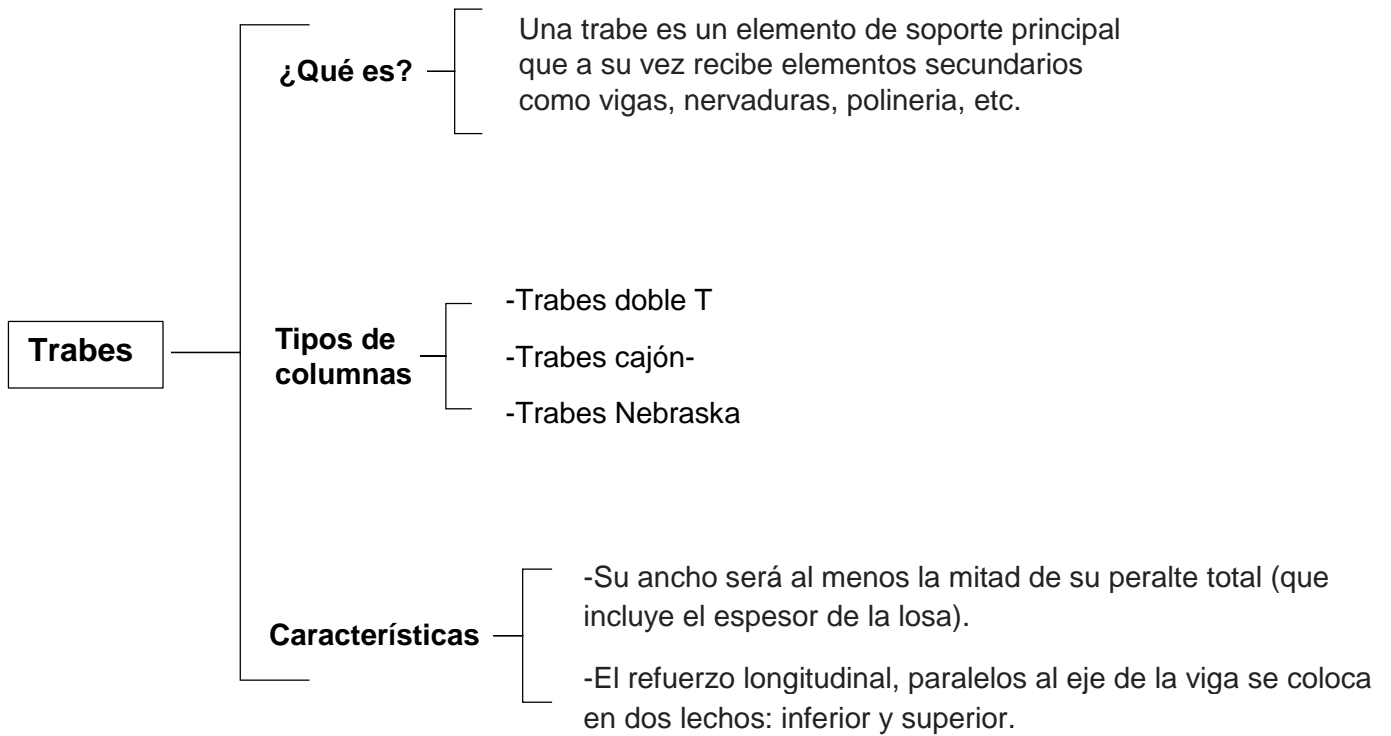 Una trabe es un elemento de soporte principal
que a su vez recibe elementos secundarios
como vigas, nervaduras, polineria, etc.
¿Qué es?
Trabes
Tipos de
columnas
-Trabes doble T
-Trabes cajón-
-Trabes Nebraska
Características
-Su ancho será al menos la mitad de su peralte total (que
incluye el espesor de la losa).
-El refuerzo longitudinal, paralelos al eje de la viga se coloca
en dos lechos: inferior y superior.